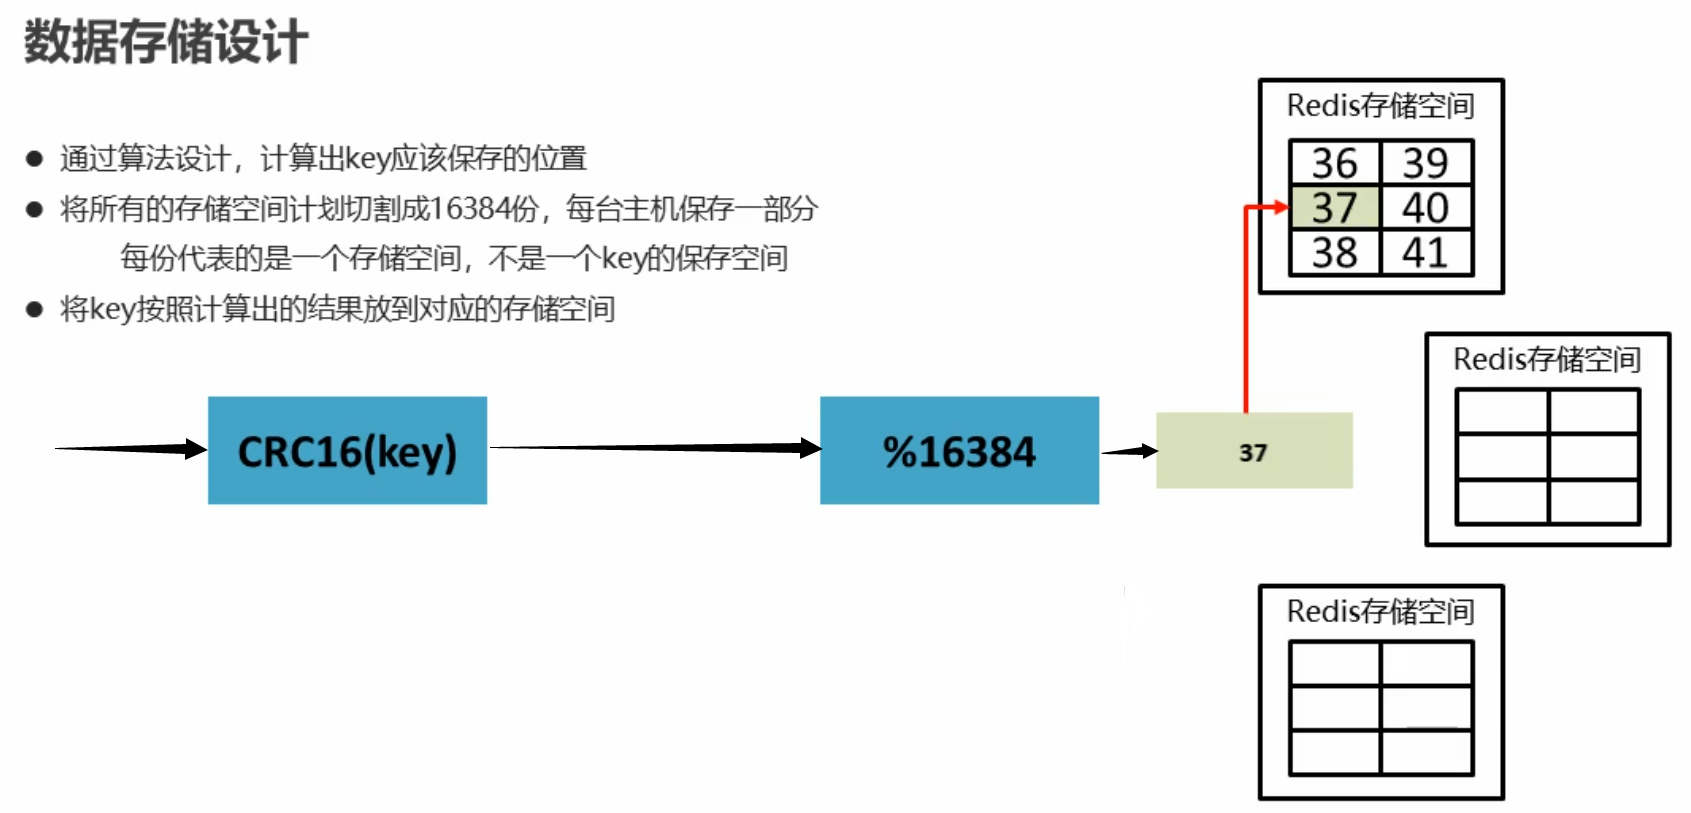 数据存储设计
● 通过算法设计，计算出key应该保存的位置
● 将所有的存储空间计划切割成16384份，每台主机保存一部分
每份代表的是一个存储空间，不是一个key的保存空间
● 将key按照计算出的结果放到对应的存储空间
CRC16(key)
%16384
37
Redis存储空间
36 39
37 40
38 41
Redis存储空间
Redis存储空间